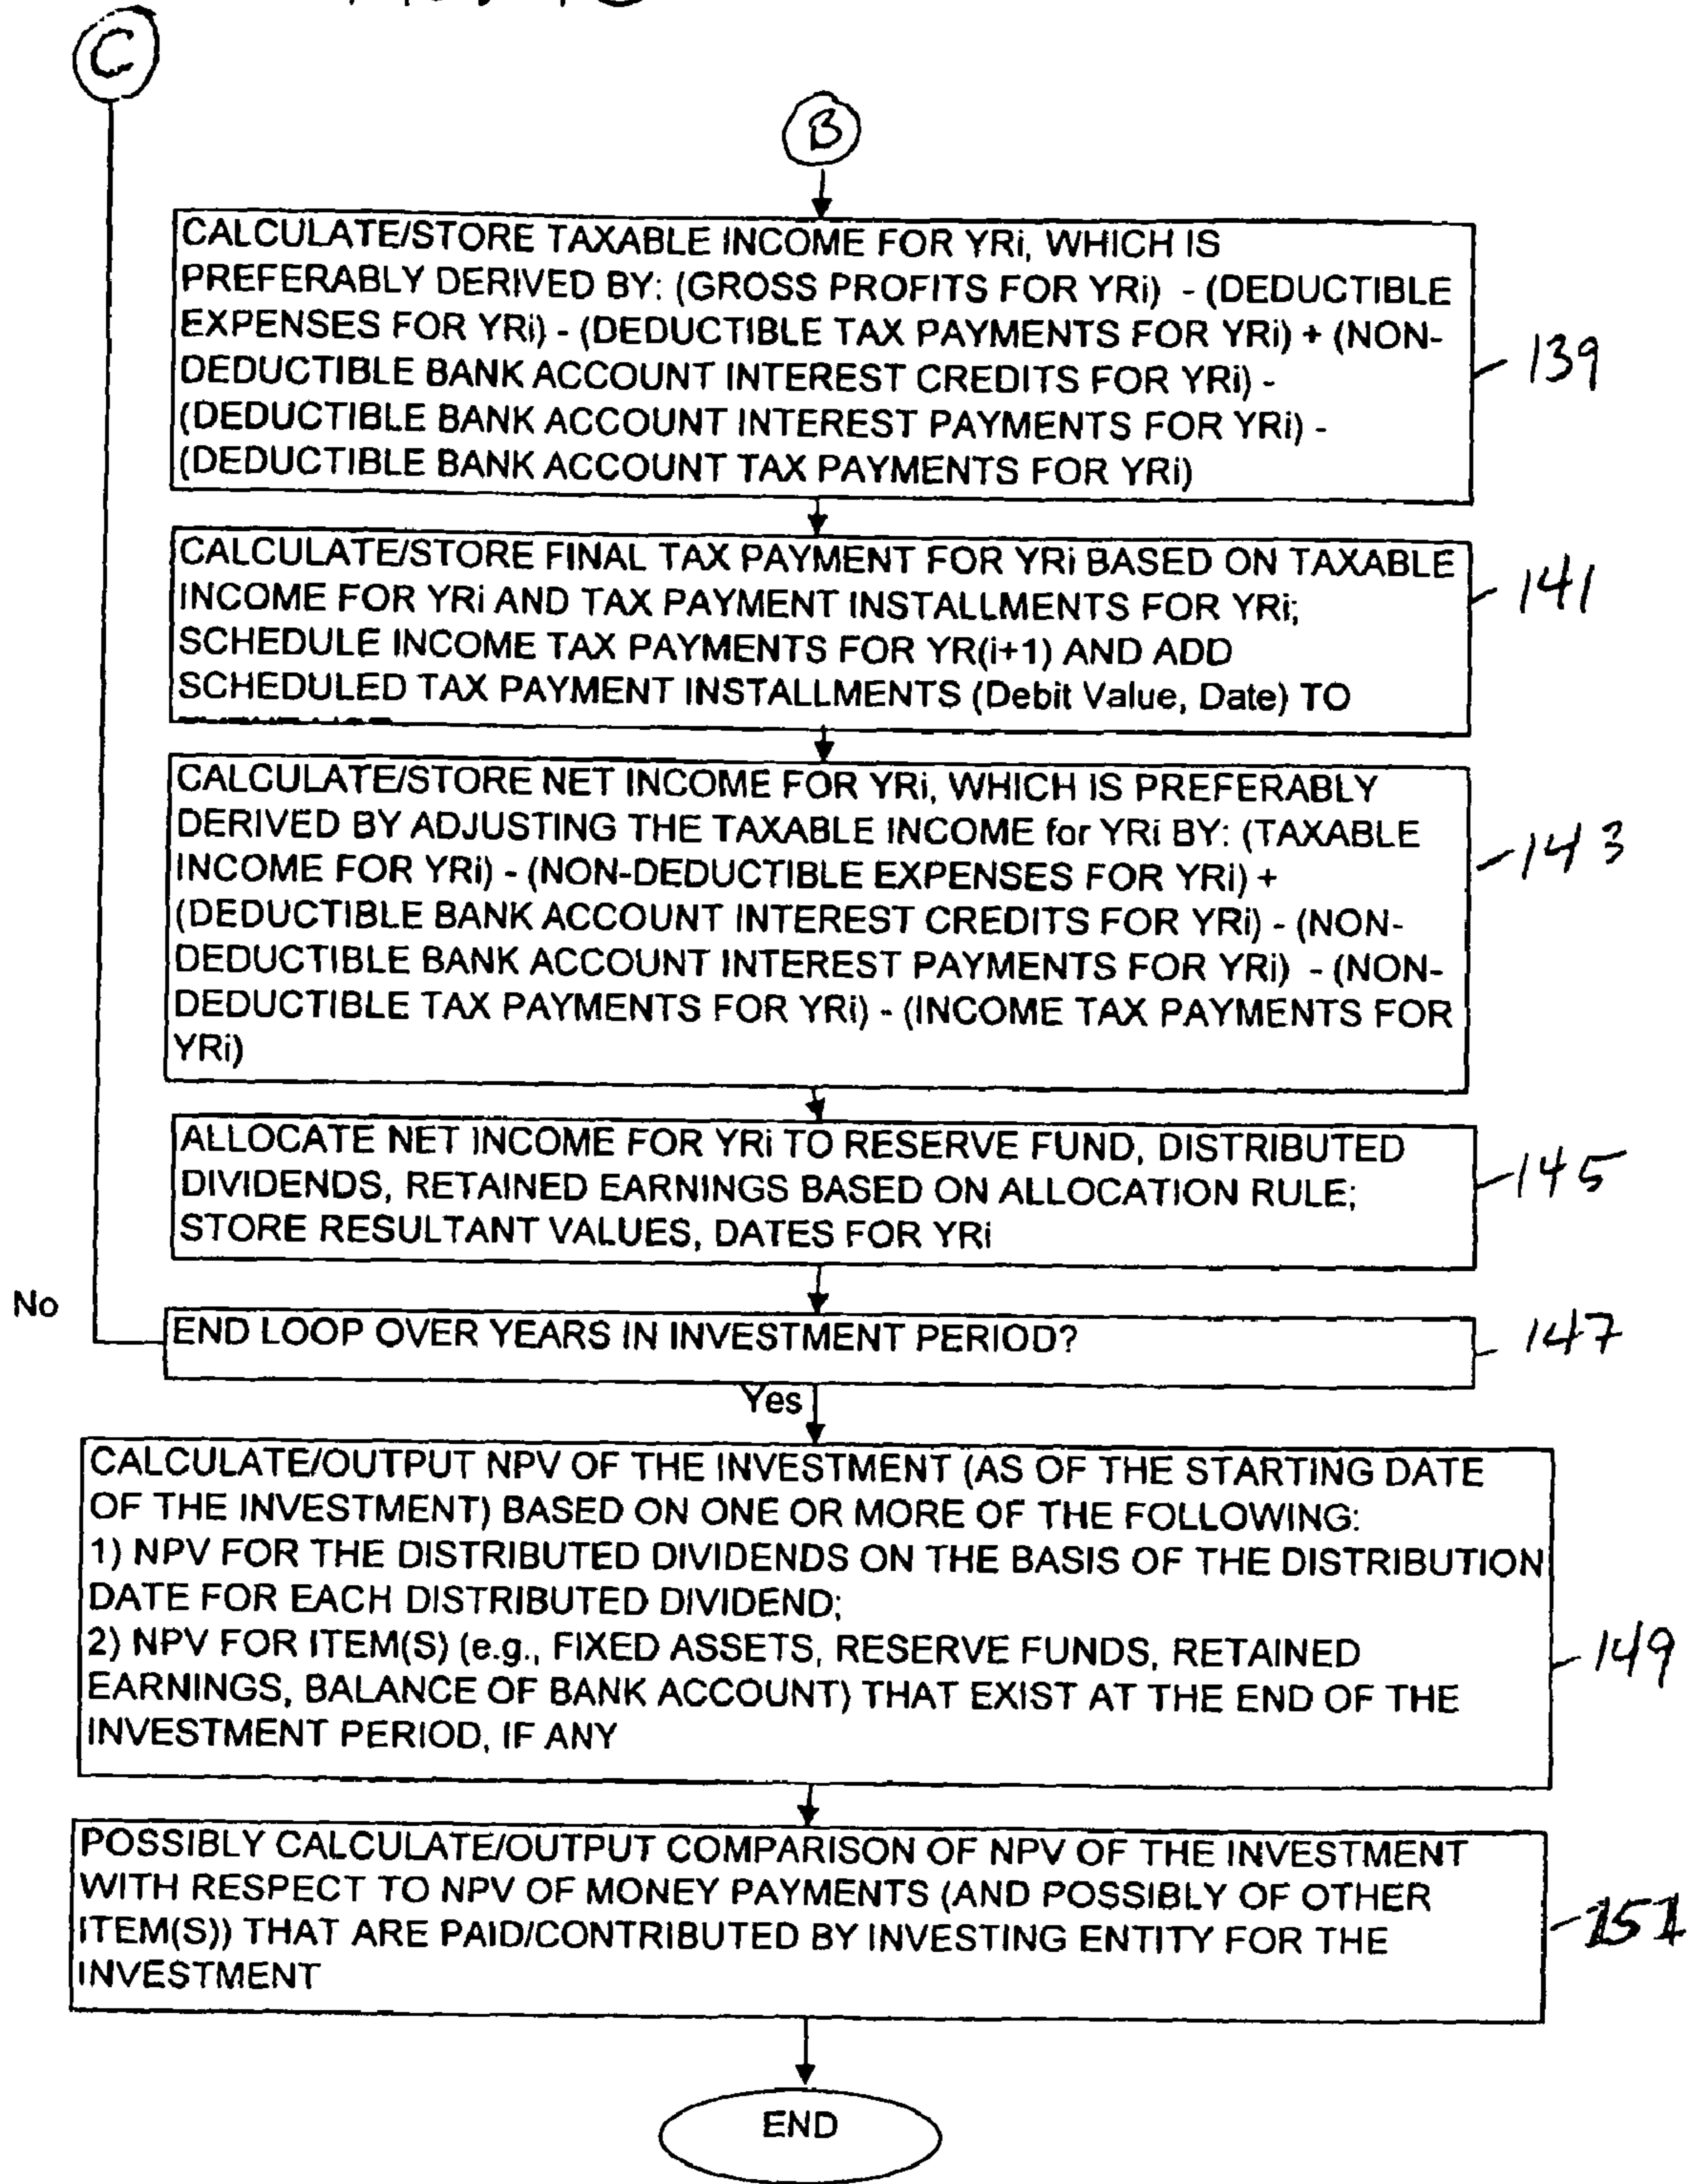 C
B
CALCULATE/STORE TAXABLE INCOME FOR YRi, WHICH IS
PREFERABLY DERIVED BY: (GROSS PROFITS FOR YRi) - (DEDUCTIBLE
EXPENSES FOR YRi) - (DEDUCTIBLE TAX PAYMENTS FOR YRi) + (NON-
DEDUCTIBLE BANK ACCOUNT INTEREST CREDITS FOR YRi) -
(DEDUCTIBLE BANK ACCOUNT INTEREST PAYMENTS FOR YRi) -
(DEDUCTIBLE BANK ACCOUNT TAX PAYMENTS FOR YRi)
139
CALCULATE/STORE FINAL TAX PAYMENT FOR YRi BASED ON TAXABLE
INCOME FOR YRi AND TAX PAYMENT INSTALLMENTS FOR YRi;
SCHEDULE INCOME TAX PAYMENTS FOR YR(i+1) AND ADD
SCHEDULED TAX PAYMENT INSTALLMENTS (Debit Value, Date) TO
141
CALCULATE/STORE NET INCOME FOR YRi, WHICH IS PREFERABLY
DERIVED BY ADJUSTING THE TAXABLE INCOME for YRi BY: (TAXABLE
INCOME FOR YRi) - (NON-DEDUCTIBLE EXPENSES FOR YRi) +
(DEDUCTIBLE BANK ACCOUNT INTEREST CREDITS FOR YRi) - (NON-
DEDUCTIBLE BANK ACCOUNT INTEREST PAYMENTS FOR YRi) - (NON-
DEDUCTIBLE TAX PAYMENTS FOR YRi) - (INCOME TAX PAYMENTS FOR
YRi)
143
ALLOCATE NET INCOME FOR YRi TO RESERVE FUND, DISTRIBUTED
DIVIDENDS, RETAINED EARNINGS BASED ON ALLOCATION RULE;
STORE RESULTANT VALUES, DATES FOR YRi
145
No
END LOOP OVER YEARS IN INVESTMENT PERIOD?
147
Yes
CALCULATE/OUTPUT NPV OF THE INVESTMENT (AS OF THE STARTING DATE
OF THE INVESTMENT) BASED ON ONE OR MORE OF THE FOLLOWING:
1) NPV FOR THE DISTRIBUTED DIVIDENDS ON THE BASIS OF THE DISTRIBUTION
DATE FOR EACH DISTRIBUTED DIVIDEND;
2) NPV FOR ITEM(S) (e.g., FIXED ASSETS, RESERVE FUNDS, RETAINED
EARNINGS, BALANCE OF BANK ACCOUNT) THAT EXIST AT THE END OF THE
INVESTMENT PERIOD, IF ANY
149
POSSIBLY CALCULATE/OUTPUT COMPARISON OF NPV OF THE INVESTMENT
WITH RESPECT TO NPV OF MONEY PAYMENTS (AND POSSIBLY OF OTHER
ITEM(S)) THAT ARE PAID/CONTRIBUTED BY INVESTING ENTITY FOR THE
INVESTMENT
151
END